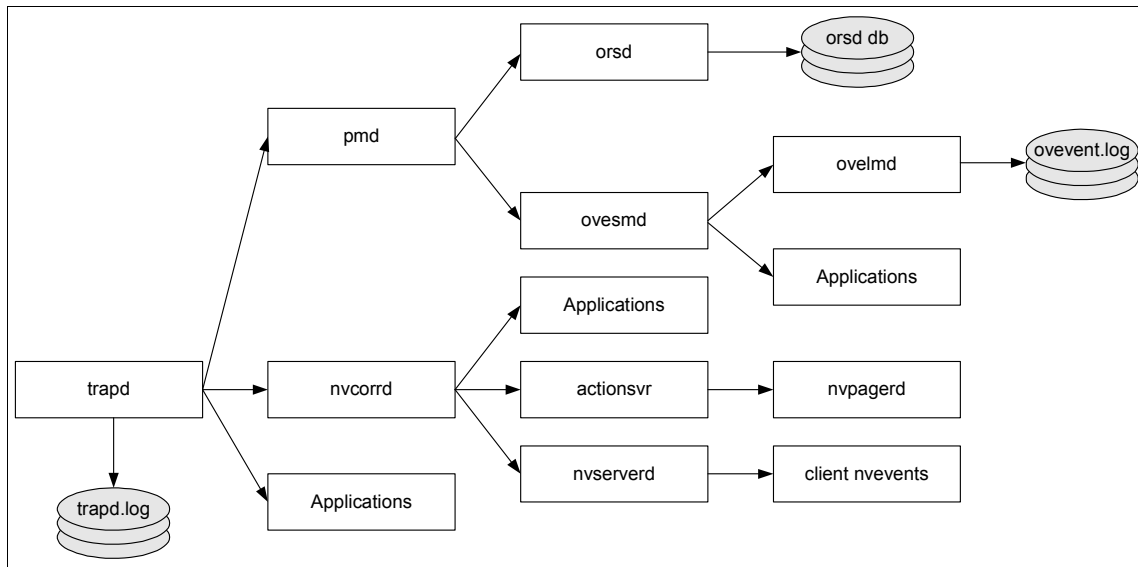 orsd
orsd db
pmd
ovelmd
ovevent.log
ovesmd
Applications
Applications
trapd
nvcorrd
actionsvr
nvpagerd
nvserverd
client nvevents
trapd.log
Applications